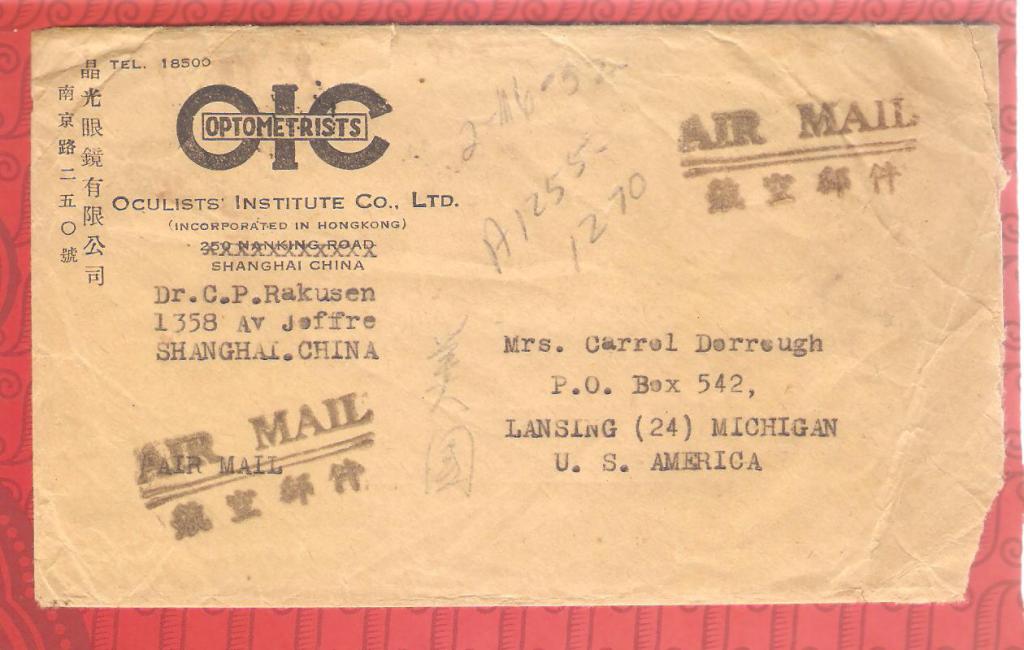 TEL. 18500
晶光眼鏡有限公司
南京路二五〇號
OIC
OPTOMETRISTS
OCULISTS' INSTITUTE CO., LTD.
(INCORPORATED IN HONGKONG)
250 NANKING ROAD
SHANGHAI CHINA
Dr.C.P.Rakusen
1358 Av Joffre
SHANGHAI.CHINA
A1255-
1270
AIR MAIL
航空郵件
美国
Mrs. Carrol Dorrough
P.O. Box 542,
LANSING (24) MICHIGAN
U. S. AMERICA
AIR MAIL
AIR MAIL
航空郵件